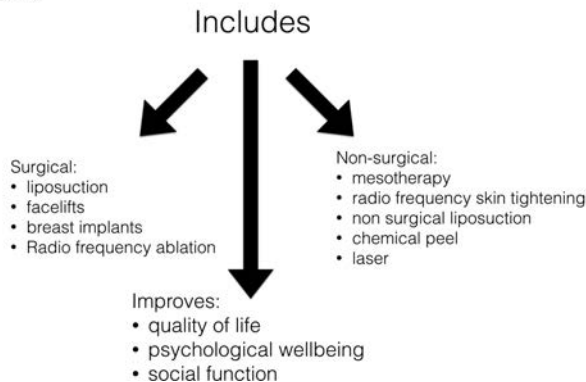 Includes
Surgical:
• liposuction
• facelifts
• breast implants
• Radio frequency ablation
Non-surgical:
• mesotherapy
• radio frequency skin tightening
• non surgical liposuction
• chemical peel
• laser
Improves:
• quality of life
• psychological wellbeing
• social function